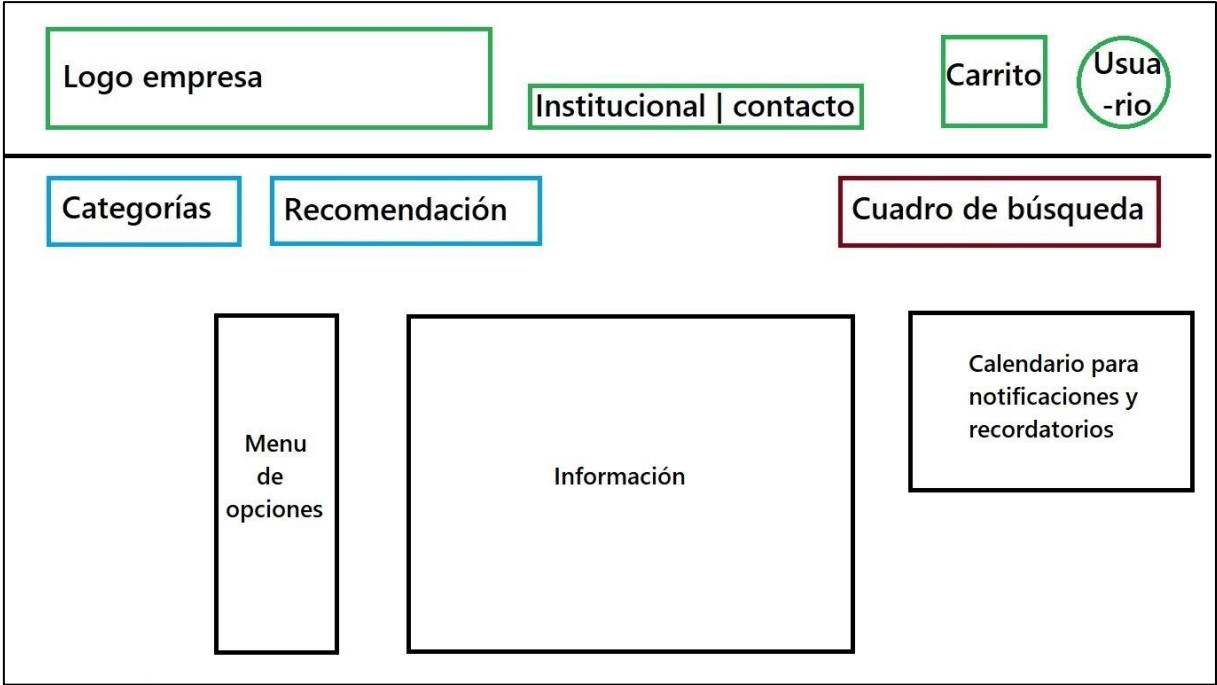 Logo empresa
Institucional | contacto
Carrito
Usua
-rio
Categorías
Recomendación
Cuadro de búsqueda
Menu
de
opciones
Información
Calendario para
notificaciones y
recordatorios